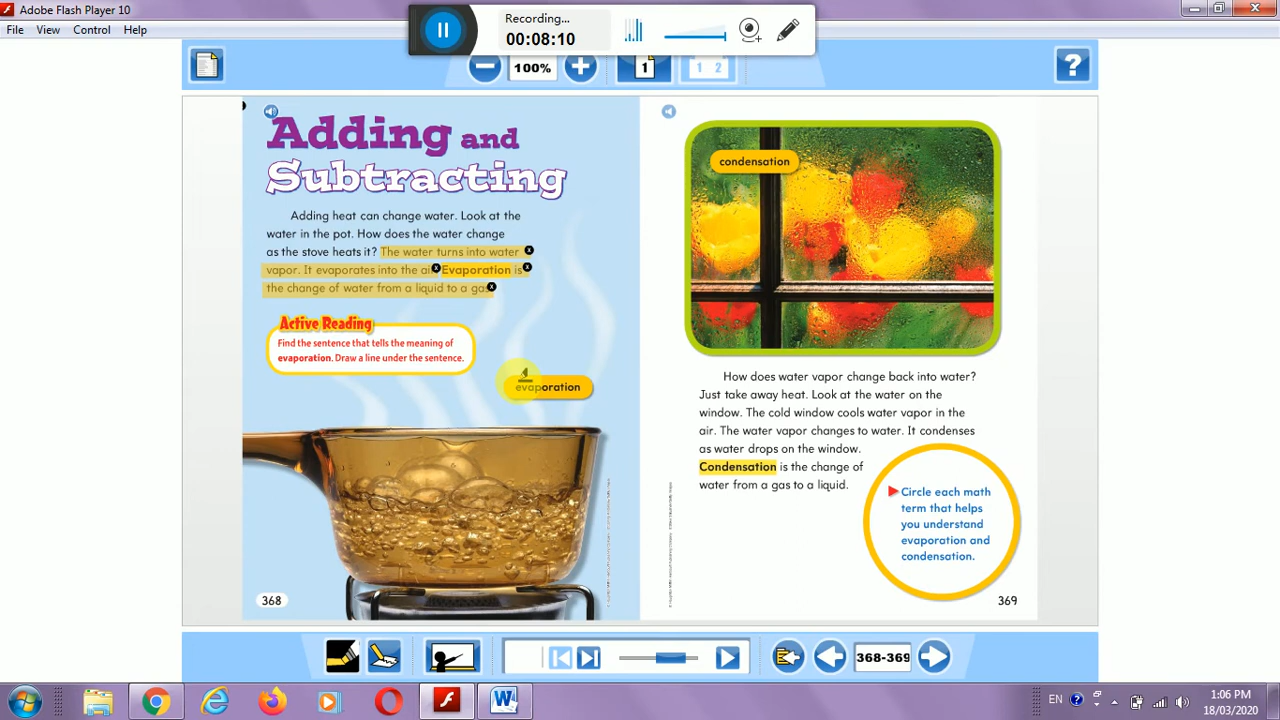 Adobe Flash Player 10
File View Control Help
Recording...
00:08:10
100%
1
1 2
?
Adding and
Subtracting
Adding heat can change water. Look at the
water in the pot. How does the water change
as the stove heats it? The water turns into water
vapor. It evaporates into the air. Evaporation is
the change of water from a liquid to a gas.
Active Reading
Find the sentence that tells the meaning of
evaporation. Draw a line under the sentence.
evaporation
368
condensation
How does water vapor change back into water?
Just take away heat. Look at the water on the
window. The cold window cools water vapor in the
air. The water vapor changes to water. It condenses
as water drops on the window.
Condensation is the change of
water from a gas to a liquid.
Circle each math
term that helps
you understand
evaporation and
condensation.
369
368-369
EN
1:06 PM
18/03/2020